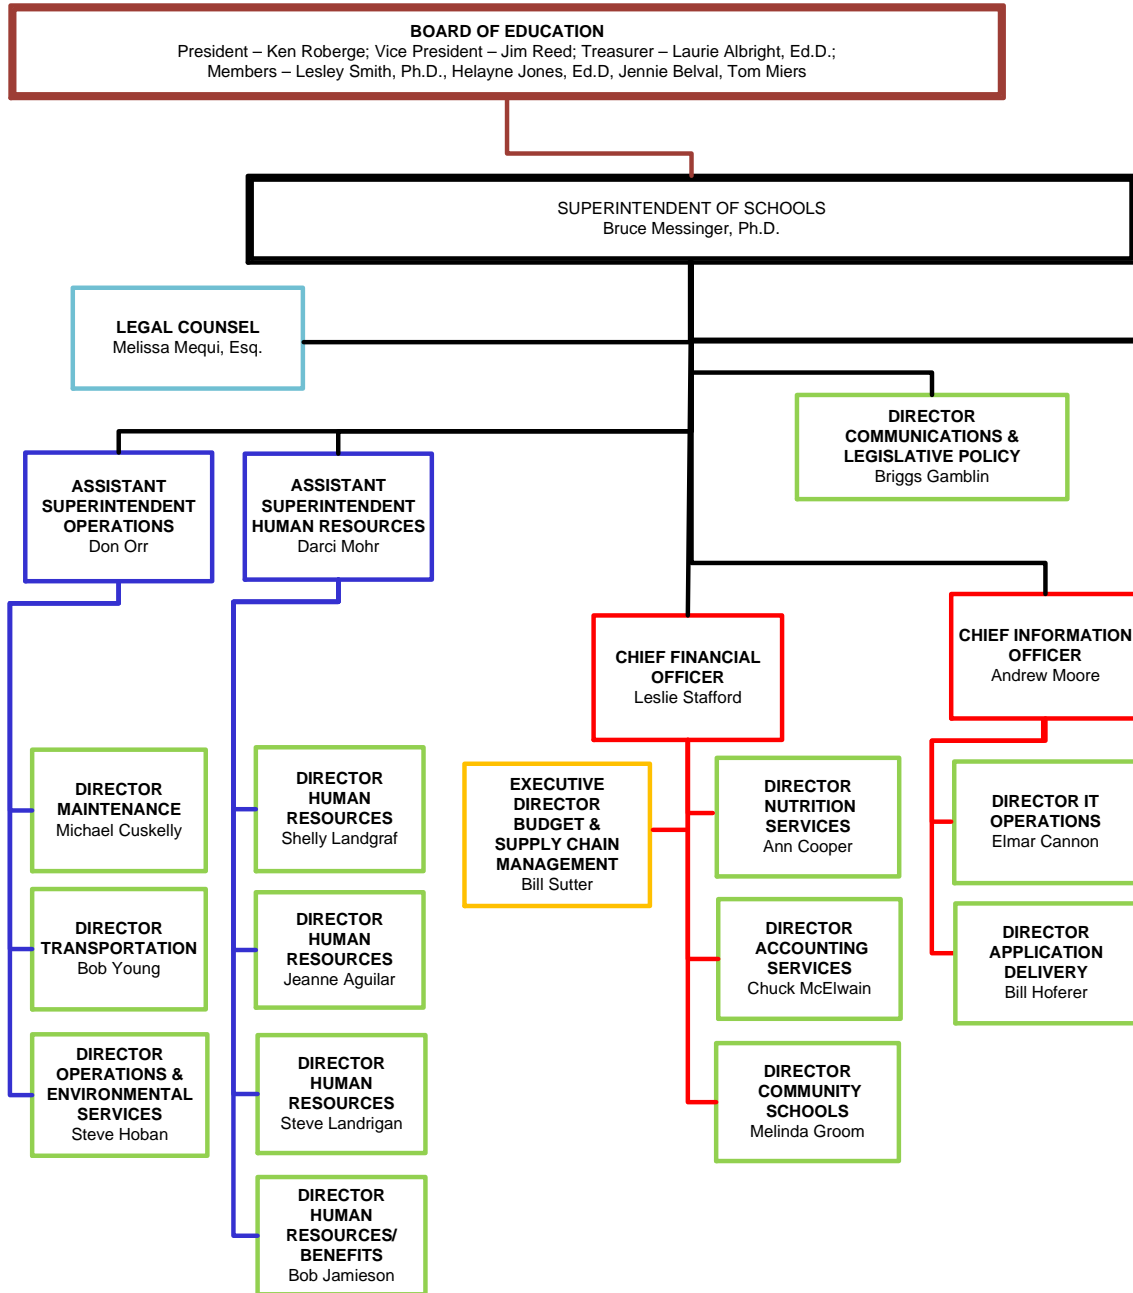 BOARD OF EDUCATION
President – Ken Roberge; Vice President – Jim Reed; Treasurer – Laurie Albright, Ed.D.;
Members – Lesley Smith, Ph.D., Helayne Jones, Ed.D, Jennie Belval, Tom Miers
SUPERINTENDENT OF SCHOOLS
Bruce Messinger, Ph.D.
LEGAL COUNSEL
Melissa Mequi, Esq.
DIRECTOR
COMMUNICATIONS &
LEGISLATIVE POLICY
Briggs Gamblin
ASSISTANT
SUPERINTENDENT
OPERATIONS
Don Orr
ASSISTANT
SUPERINTENDENT
HUMAN RESOURCES
Darci Mohr
CHIEF FINANCIAL
OFFICER
Leslie Stafford
CHIEF INFORMATION
OFFICER
Andrew Moore
DIRECTOR
MAINTENANCE
Michael Cuskelly
DIRECTOR
HUMAN
RESOURCES
Shelly Landgraf
EXECUTIVE
DIRECTOR
BUDGET &
SUPPLY CHAIN
MANAGEMENT
Bill Sutter
DIRECTOR
NUTRITION
SERVICES
Ann Cooper
DIRECTOR IT
OPERATIONS
Elmar Cannon
DIRECTOR
TRANSPORTATION
Bob Young
DIRECTOR
HUMAN
RESOURCES
Jeanne Aguilar
DIRECTOR
ACCOUNTING
SERVICES
Chuck McElwain
DIRECTOR
APPLICATION
DELIVERY
Bill Hoferer
DIRECTOR
OPERATIONS &
ENVIRONMENTAL
SERVICES
Steve Hoban
DIRECTOR
HUMAN
RESOURCES
Steve Landrigan
DIRECTOR
COMMUNITY
SCHOOLS
Melinda Groom
DIRECTOR
HUMAN
RESOURCES/
BENEFITS
Bob Jamieson